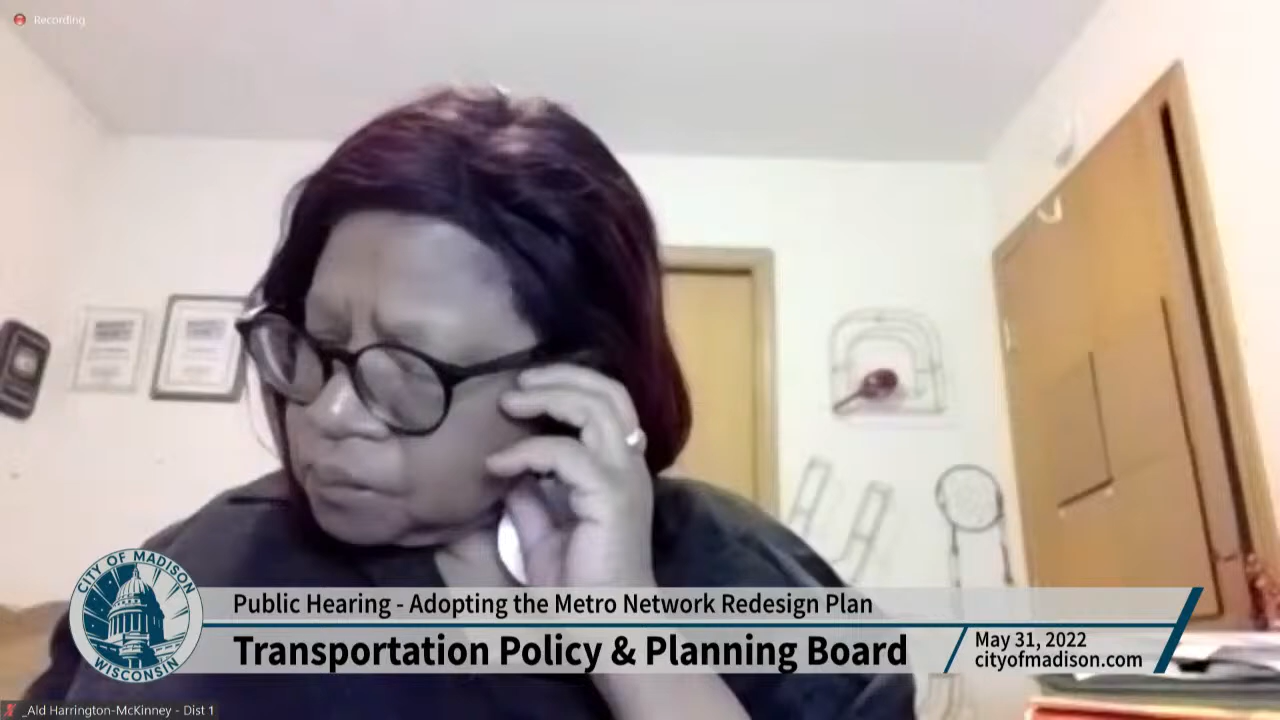 Recording
CITY OF MADISON
WISCONSIN
Public Hearing - Adopting the Metro Network Redesign Plan
Transportation Policy & Planning Board
May 31, 2022
cityofmadison.com
_Ald Harrington-McKinney - Dist 1